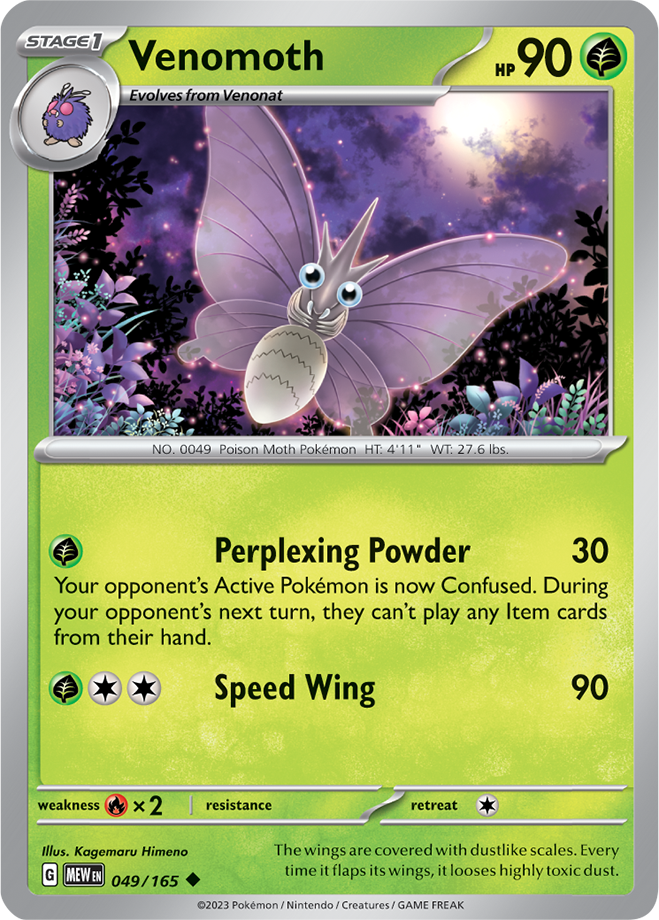 STAGE 1
Venomoth
HP 90
Evolves from Venonat
NO. 0049 Poison Moth Pokémon HT: 4'11" WT: 27.6 lbs.
Perplexing Powder 30
Your opponent's Active Pokémon is now Confused. During
your opponent's next turn, they can't play any Item cards
from their hand.
Speed Wing 90
weakness ×2 resistance retreat
Illus. Kagemaru Himeno
G MEW EN 049/165
The wings are covered with dustlike scales. Every
time it flaps its wings, it looses highly toxic dust.
©2023 Pokémon / Nintendo / Creatures / GAME FREAK